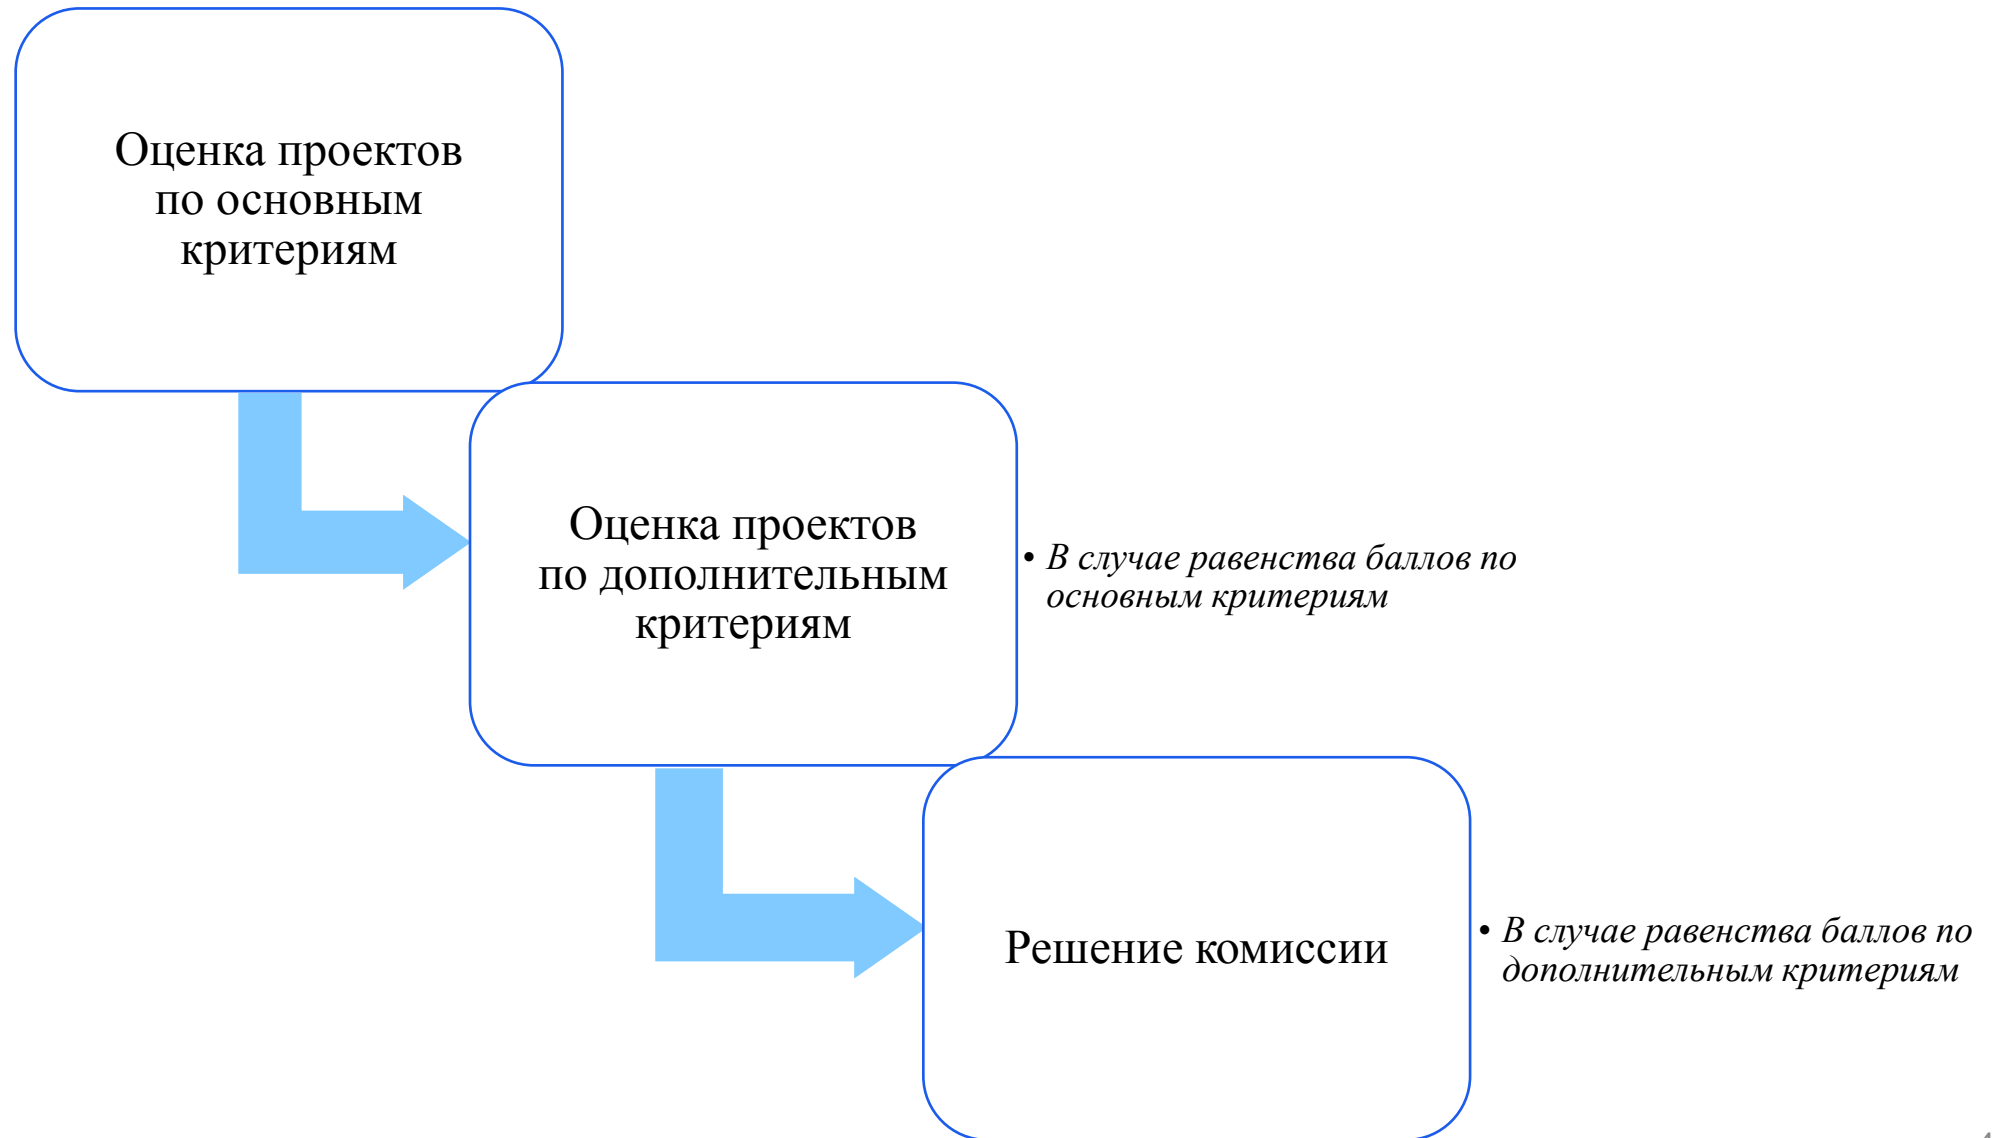 Оценка проектов
по основным
критериям
Оценка проектов
по дополнительным
критериям
• В случае равенства баллов по
основным критериям
Решение комиссии
• В случае равенства баллов по
дополнительным критериям